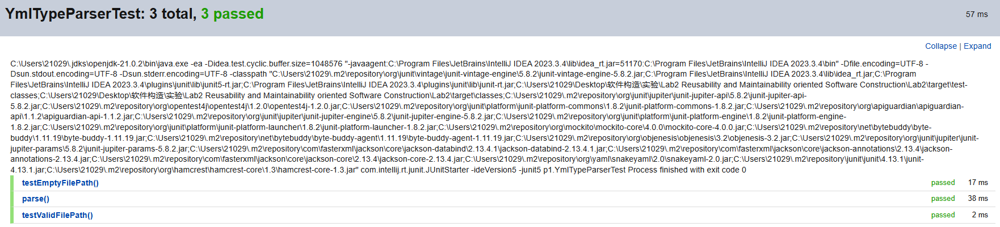 YmlTypeParserTest: 3 total, 3 passed
57 ms
Collapse | Expand
C:\Users\21029\.jdks\openjdk-21.0.2\bin\java.exe -ea -Didea.test.cyclic.buffer.size=1048576 "-javaagent:C:\Program Files\JetBrains\IntelliJ IDEA 2023.3.4\lib\idea_rt.jar=51170:C:\Program Files\JetBrains\IntelliJ IDEA 2023.3.4\bin" -Dfile.encoding=UTF-8 -
Dsun.stdout.encoding=UTF-8 -Dsun.stderr.encoding=UTF-8 -classpath "C:\Users\21029\.m2\repository\org\junit\vintage\junit-vintage-engine\5.8.2\junit-vintage-engine-5.8.2.jar;C:\Program Files\JetBrains\IntelliJ IDEA 2023.3.4\lib\idea_rt.jar;C:\Program
Files\JetBrains\IntelliJ IDEA 2023.3.4\plugins\junit\lib\junit5-rt.jar;C:\Program Files\JetBrains\IntelliJ IDEA 2023.3.4\plugins\junit\lib\junit-rt.jar;C:\Users\21029\Desktop\软件构造\实验\Lab2 Reusability and Maintainability oriented Software Construction\Lab2\target\test-
classes;C:\Users\21029\Desktop\软件构造\实验\Lab2 Reusability and Maintainability oriented Software Construction\Lab2\target\classes;C:\Users\21029\.m2\repository\org\junit\jupiter\junit-jupiter-api\5.8.2\junit-jupiter-api-
5.8.2.jar;C:\Users\21029\.m2\repository\org\opentest4j\opentest4j\1.2.0\opentest4j-1.2.0.jar;C:\Users\21029\.m2\repository\org\junit\platform\junit-platform-commons\1.8.2\junit-platform-commons-1.8.2.jar;C:\Users\21029\.m2\repository\org\apiguardian\apiguardian-
api\1.1.2\apiguardian-api-1.1.2.jar;C:\Users\21029\.m2\repository\org\junit\jupiter\junit-jupiter-engine\5.8.2\junit-jupiter-engine-5.8.2.jar;C:\Users\21029\.m2\repository\org\junit\platform\junit-platform-engine\1.8.2\junit-platform-engine-
1.8.2.jar;C:\Users\21029\.m2\repository\org\junit\platform\junit-platform-launcher\1.8.2\junit-platform-launcher-1.8.2.jar;C:\Users\21029\.m2\repository\org\mockito\mockito-core\4.0.0\mockito-core-4.0.0.jar;C:\Users\21029\.m2\repository\net\bytebuddy\byte-
buddy\1.11.19\byte-buddy-1.11.19.jar;C:\Users\21029\.m2\repository\net\bytebuddy\byte-buddy-agent\1.11.19\byte-buddy-agent-1.11.19.jar;C:\Users\21029\.m2\repository\org\objenesis\objenesis\3.2\objenesis-3.2.jar;C:\Users\21029\.m2\repository\org\junit\jupiter\junit-
jupiter-params\5.8.2\junit-jupiter-params-5.8.2.jar;C:\Users\21029\.m2\repository\com\fasterxml\jackson\core\jackson-databind\2.13.4.1\jackson-databind-2.13.4.1.jar;C:\Users\21029\.m2\repository\com\fasterxml\jackson\core\jackson-annotations\2.13.4\jackson-
annotations-2.13.4.jar;C:\Users\21029\.m2\repository\com\fasterxml\jackson\core\jackson-core\2.13.4\jackson-core-2.13.4.jar;C:\Users\21029\.m2\repository\org\yaml\snakeyaml\2.0\snakeyaml-2.0.jar;C:\Users\21029\.m2\repository\junit\junit\4.13.1\junit-
4.13.1.jar;C:\Users\21029\.m2\repository\org\hamcrest\hamcrest-core\1.3\hamcrest-core-1.3.jar" com.intellij.rt.junit.JUnitStarter -ideVersion5 -junit5 p1.YmlTypeParserTest Process finished with exit code 0
testEmptyFilePath() passed 17 ms
parse() passed 38 ms
testValidFilePath() passed 2 ms